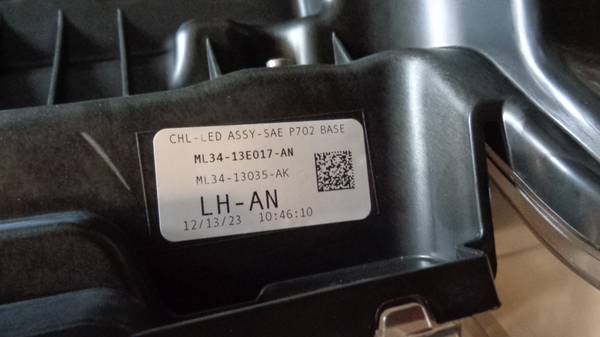 CHL-LED ASSY-SAE P702 BASE
ML34-13E017-AN
ML34-13035-AK
LH-AN
12/13/23 10:46:10